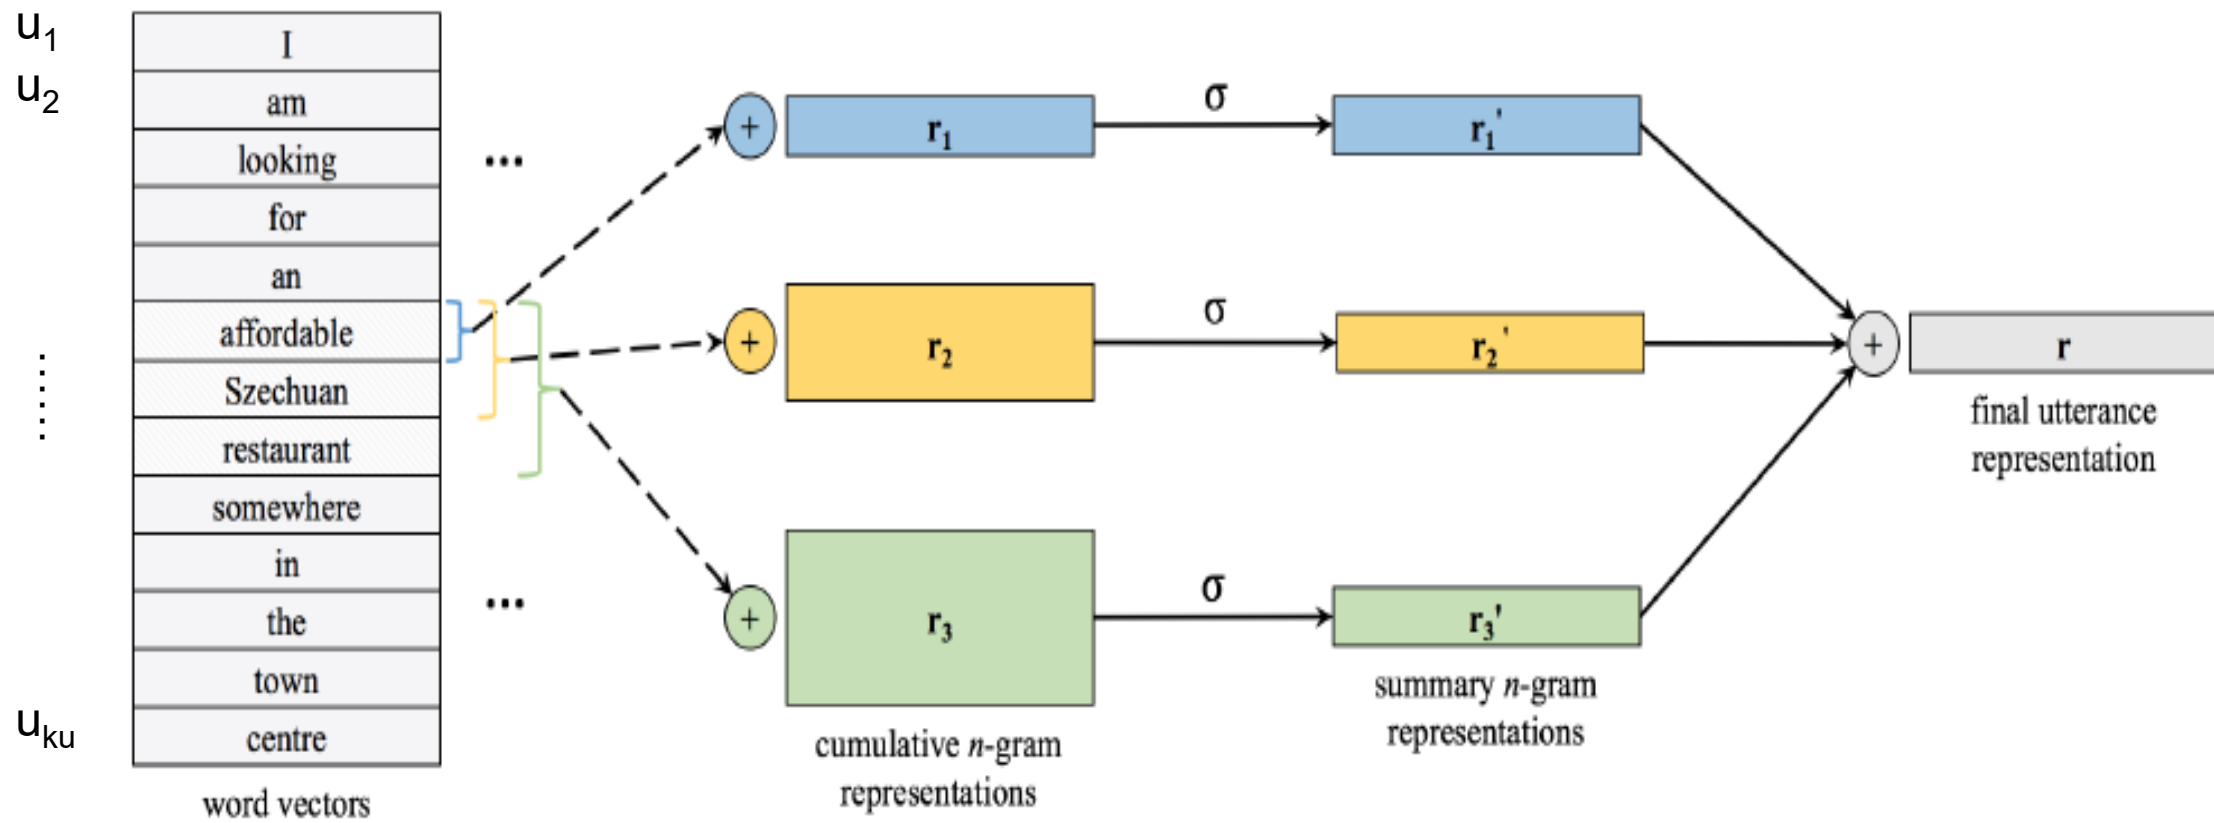 u1
u2
⋮
uku
I
am
looking
for
an
affordable
Szechuan
restaurant
somewhere
in
the
town
centre
word vectors
...
...
+
r1
σ
r1'
+
r2
σ
r2'
+
r3
σ
r3'
cumulative n-gram
representations
summary n-gram
representations
+
r
final utterance
representation